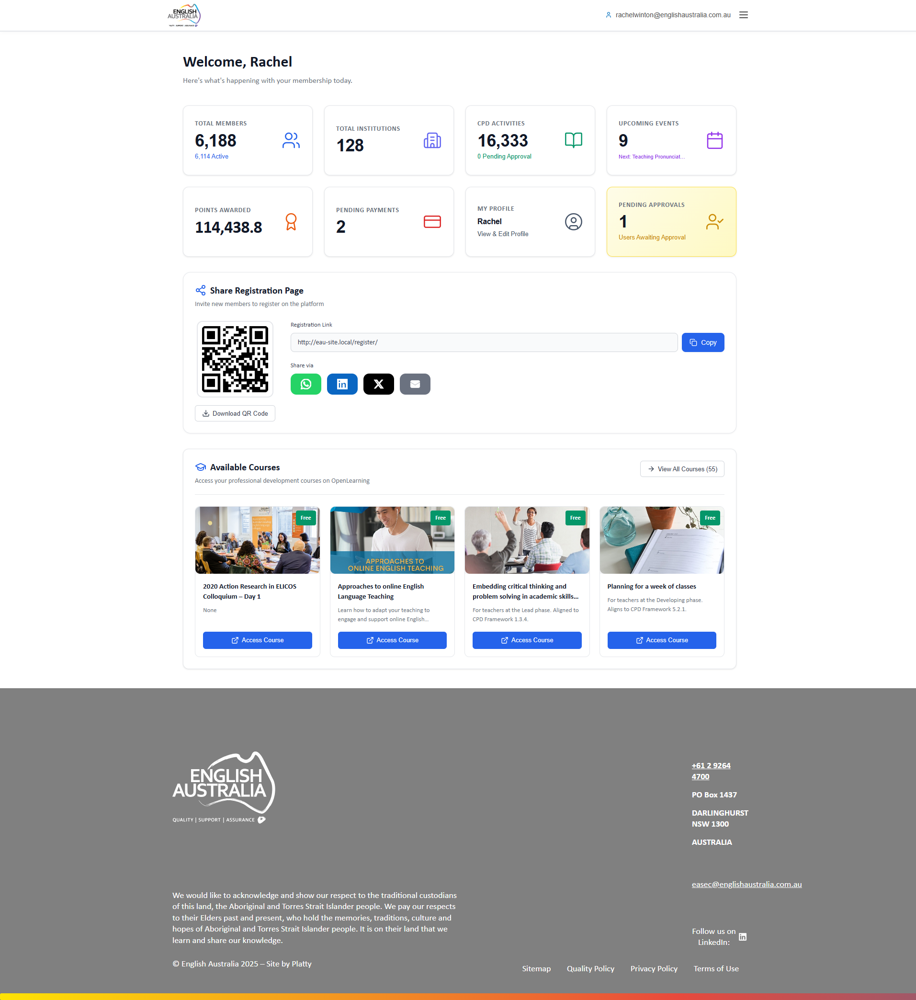 ENGLISH
AUSTRALIA
QUALITY | SUPPORT | ASSURANCE
rachelwinton@englishaustralia.com.au
Welcome, Rachel
Here's what's happening with your membership today.
TOTAL MEMBERS
6,188
6,114 Active
TOTAL INSTITUTIONS
128
CPD ACTIVITIES
16,333
0 Pending Approval
UPCOMING EVENTS
9
Next: Teaching Pronunciat...
POINTS AWARDED
114,438.8
PENDING PAYMENTS
2
MY PROFILE
Rachel
View & Edit Profile
PENDING APPROVALS
1
Users Awaiting Approval
Share Registration Page
Invite new members to register on the platform
Registration Link
http://eau-site.local/register/
Copy
Share via
Download QR Code
Available Courses
Access your professional development courses on OpenLearning
View All Courses (55)
Free
2020 Action Research in ELICOS
Colloquium – Day 1
None
Access Course
Free
APPROACHES TO
ONLINE ENGLISH TEACHING
Approaches to online English
Language Teaching
Learn how to adapt your teaching to
engage and support online English...
Access Course
Free
Embedding critical thinking and
problem solving in academic skills...
For teachers at the Lead phase. Aligned to
CPD Framework 1.3.4.
Access Course
Free
Planning for a week of classes
For teachers at the Developing phase.
Aligns to CPD Framework 5.2.1.
Access Course
ENGLISH
AUSTRALIA
QUALITY | SUPPORT | ASSURANCE
+61 2 9264
4700
PO Box 1437
DARLINGHURST
NSW 1300
AUSTRALIA
easec@englishaustralia.com.au
We would like to acknowledge and show our respect to the traditional custodians
of this land, the Aboriginal and Torres Strait Islander people. We pay our respects
to their Elders past and present, who hold the memories, traditions, culture and
hopes of Aboriginal and Torres Strait Islander people. It is on their land that we
learn and share our knowledge.
Follow us on
LinkedIn:
© English Australia 2025 – Site by Platty
Sitemap
Quality Policy
Privacy Policy
Terms of Use